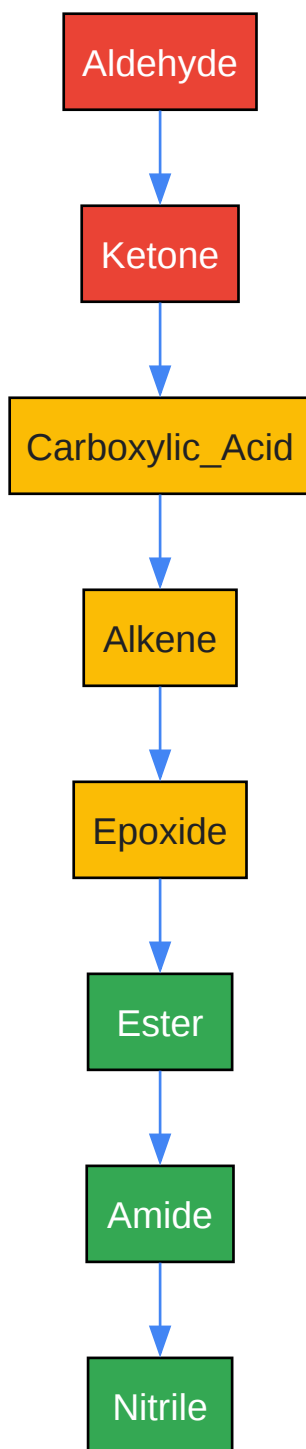 Aldehyde
Ketone
Carboxylic_Acid
Alkene
Epoxide
Ester
Amide
Nitrile